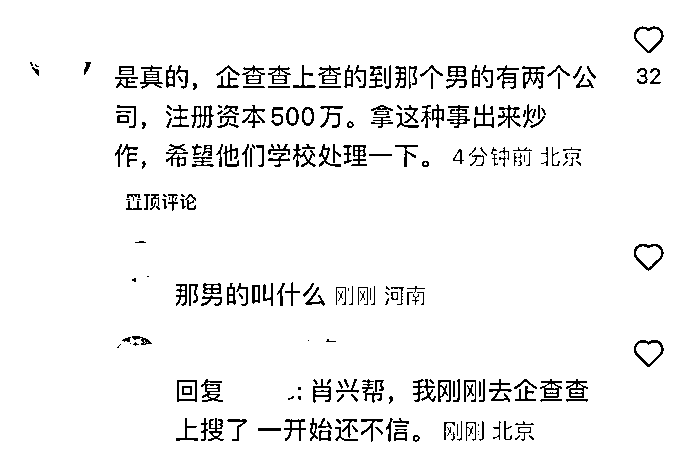 32
是真的，企查查上查的到那个男的有两个公
司，注册资本500万。拿这种事出来炒
作，希望他们学校处理一下。 4分钟前 北京
置顶评论
那男的叫什么 刚刚 河南
回复 : 肖兴帮，我刚刚去企查查
上搜了 一开始还不信。 刚刚 北京